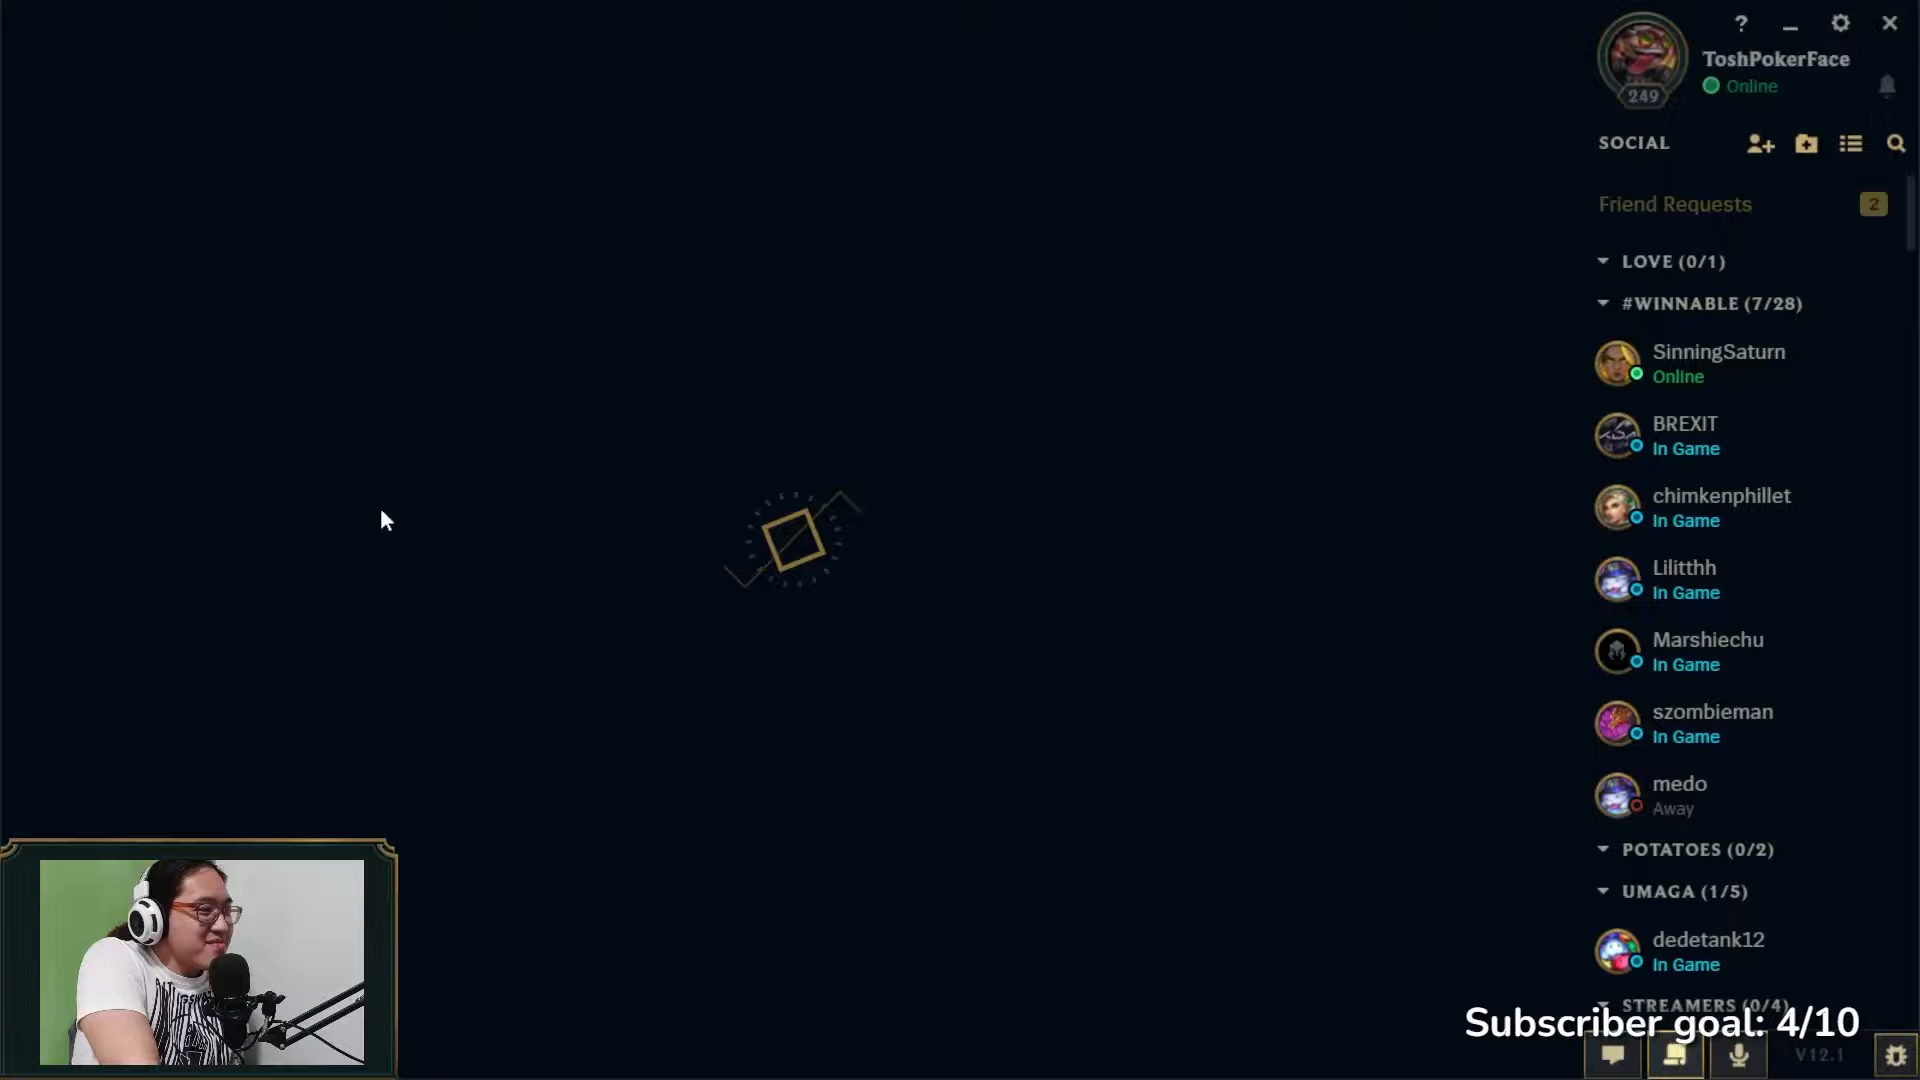 ?
ToshPokerFace
Online
249
SOCIAL
Friend Requests
2
LOVE (0/1)
#WINNABLE (7/28)
SinningSaturn
Online
BREXIT
In Game
chimkenphillet
In Game
Lilitthh
In Game
Marshiechu
In Game
szombieman
In Game
medo
Away
POTATOES (0/2)
UMAGA (1/5)
dedetank12
In Game
STREAMERS (0/4)
Subscriber goal: 4/10
V12.1